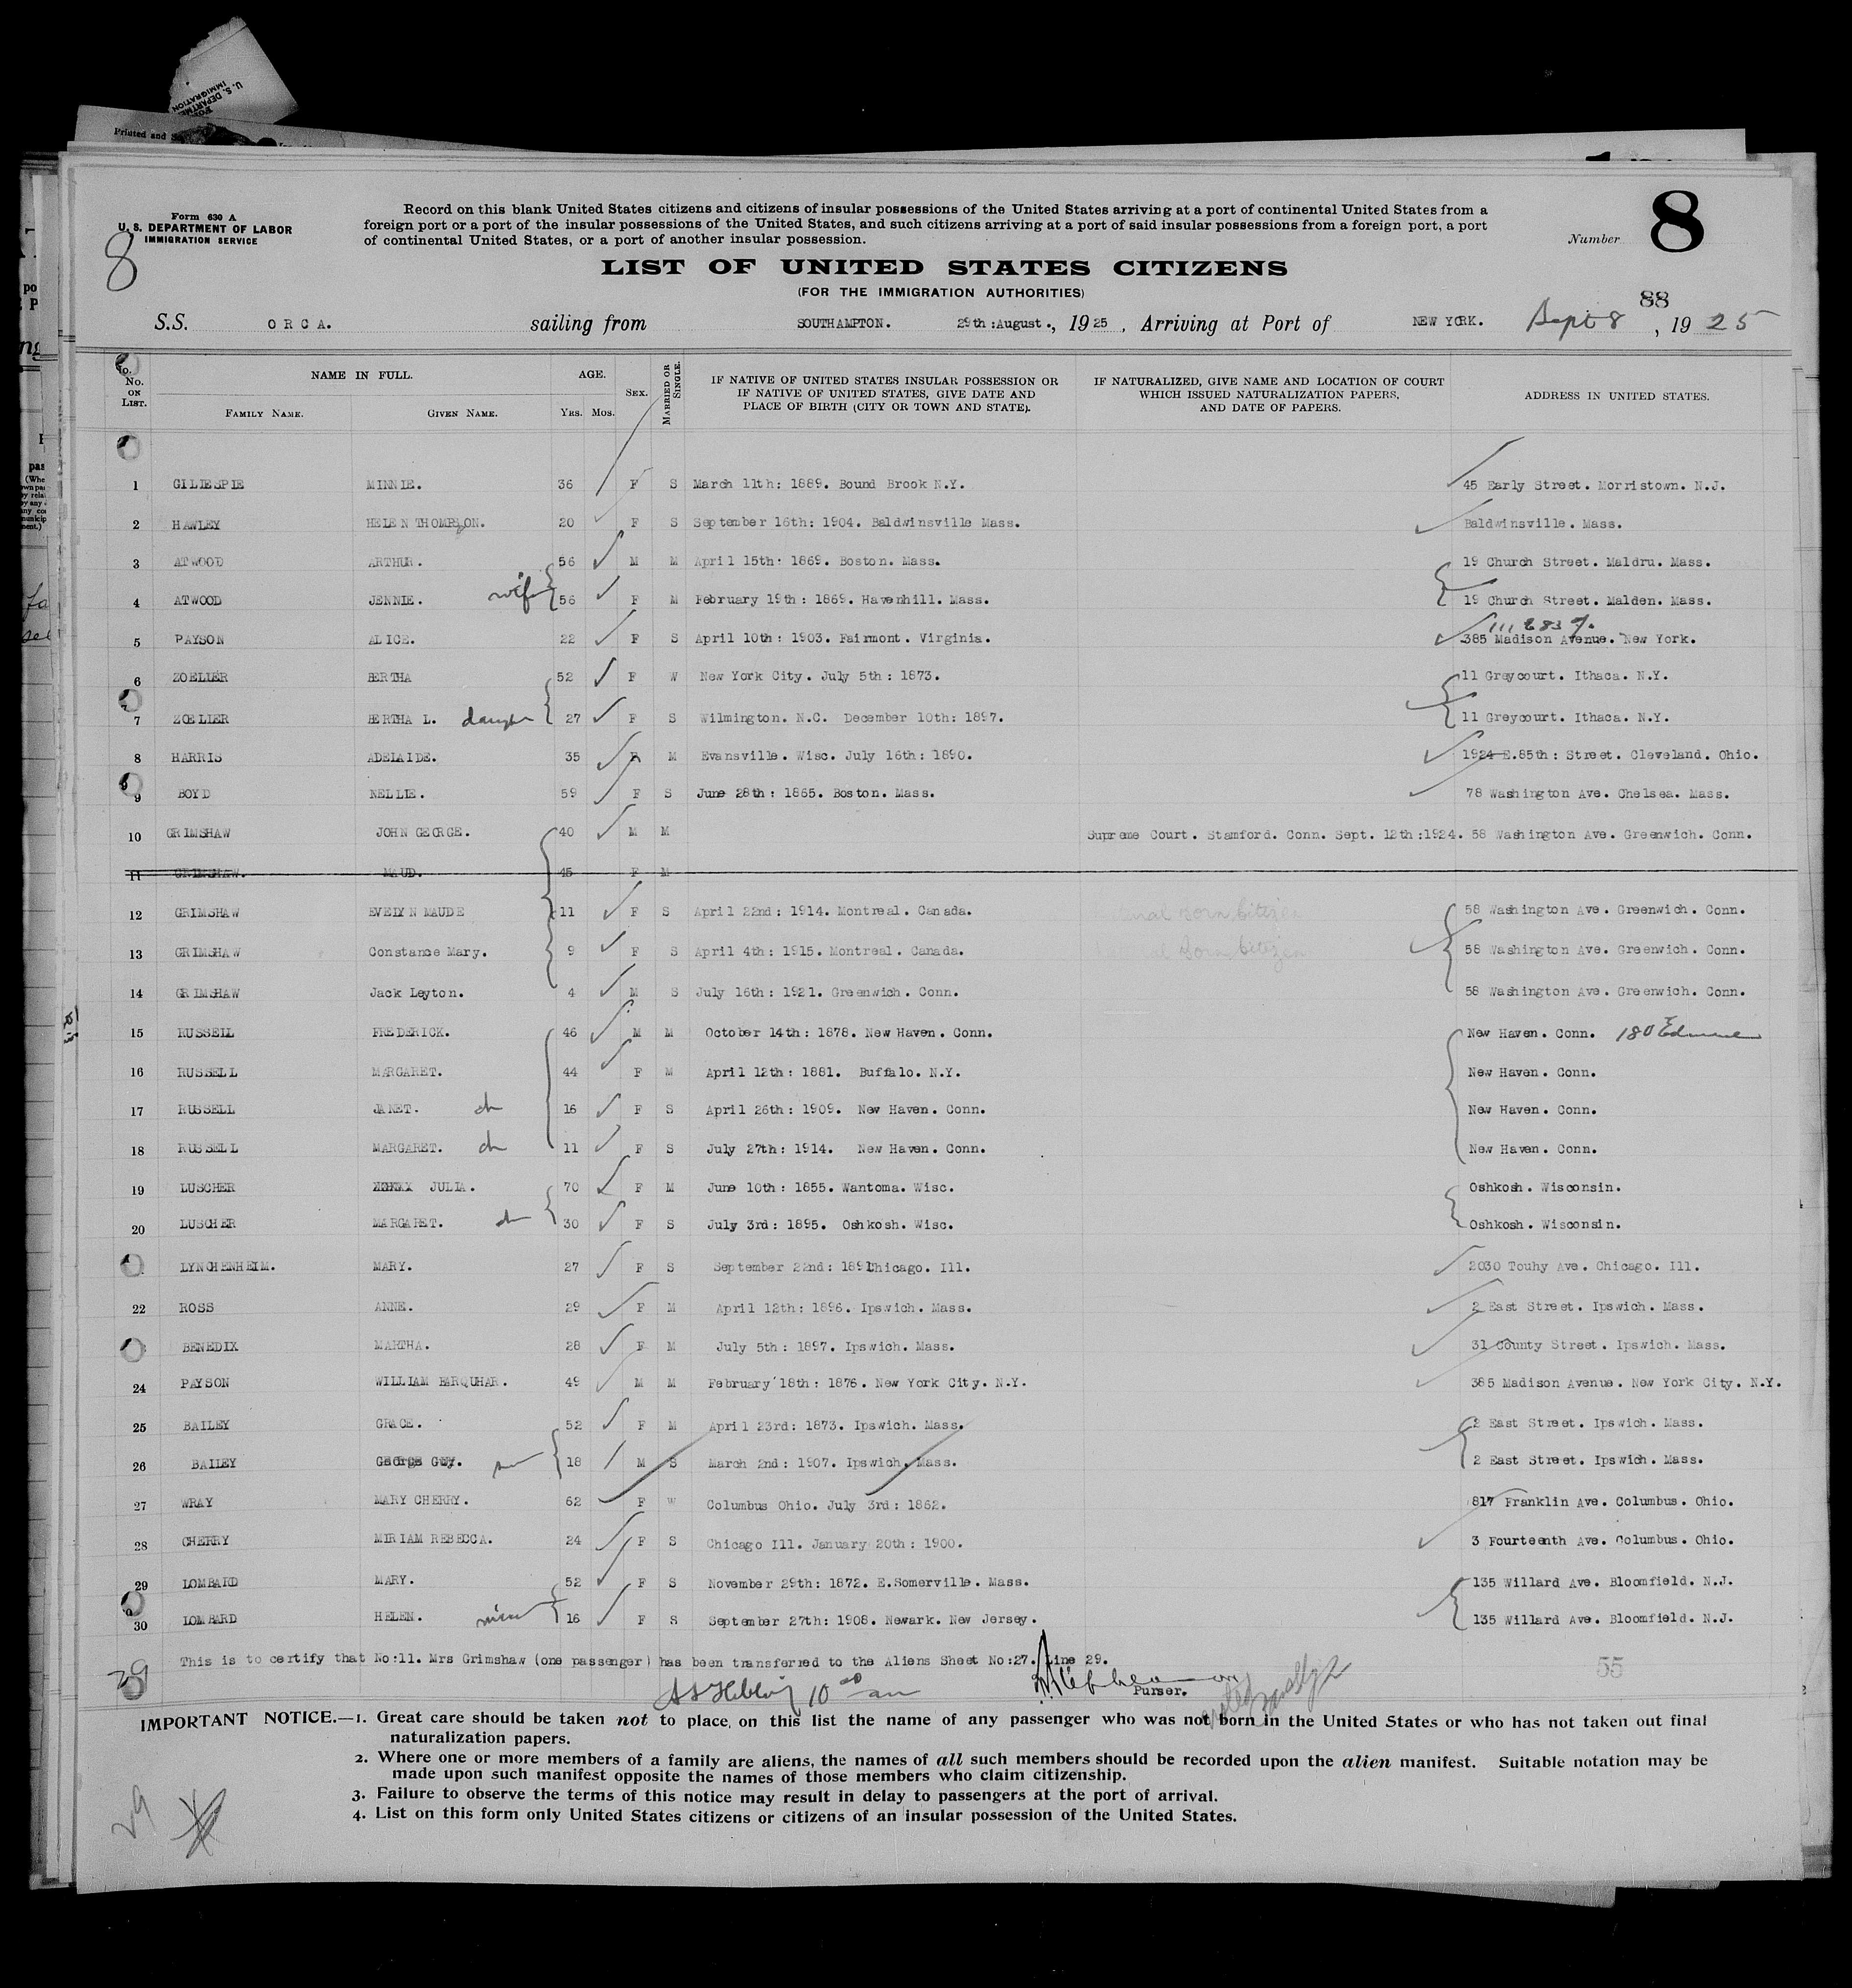 U. S. DEPARTME
IMMIGRATION
Printed and
Form 630 A
U. S. DEPARTMENT OF LABOR
IMMIGRATION SERVICE
8
Record on this blank United States citizens and citizens of insular possessions of the United States arriving at a port of continental United States from a
foreign port or a port of the insular possessions of the United States, and such citizens arriving at a port of said insular possessions from a foreign port, a port
of continental United States, or a port of another insular possession.
Number 8
LIST OF UNITED STATES CITIZENS
(FOR THE IMMIGRATION AUTHORITIES)
88
S.S. ORCA. sailing from SOUTHAMPTON. 29th:August., 1925, Arriving at Port of NEW YORK. Sept 8, 1925
No. ON LIST. NAME IN FULL. FAMILY NAME. GIVEN NAME. AGE. YRS. MOS. SEX. MARRIED OR SINGLE. IF NATIVE OF UNITED STATES INSULAR POSSESSION OR IF NATIVE OF UNITED STATES, GIVE DATE AND PLACE OF BIRTH (CITY OR TOWN AND STATE). IF NATURALIZED, GIVE NAME AND LOCATION OF COURT WHICH ISSUED NATURALIZATION PAPERS, AND DATE OF PAPERS. ADDRESS IN UNITED STATES.
1 GILIESPIE MINNIE. 36 F S March 11th: 1889. Bound Brook N.Y. 45 Early Street. Morristown. N.J.
2 HAWLEY HELEN THOMPSON. 20 F S September 16th: 1904. Baldwinsville Mass. Baldwinsville. Mass.
3 ATWOOD ARTHUR. 56 M M April 15th: 1869. Boston. Mass. 19 Church Street. Maldru. Mass.
4 ATWOOD JENNIE. wife 56 F M February 19th: 1869. Havenhill. Mass. 19 Church Street. Malden. Mass.
5 PAYSON ALICE. 22 F S April 10th: 1903. Fairmont. Virginia. 385 Madison Avenue. New York.
6 ZOELIER BERTHA 52 F W New York City. July 5th: 1873. 11 Greycourt. Ithaca. N.Y.
7 ZOELIER BERTHA L. daugh 27 F S Wilmington. N.C. December 10th: 1897. 11 Greycourt. Ithaca. N.Y.
8 HARRIS ADELAIDE. 35 F M Evansville. Wisc. July 16th: 1890. 1924 E.85th: Street. Cleveland. Ohio.
9 BOYD NELLIE. 59 F S June 28th: 1865. Boston. Mass. 78 Washington Ave. Chelsea. Mass.
10 GRIMSHAW JOHN GEORGE. 40 M M Supreme Court. Stamford. Conn. Sept. 12th:1924. 58 Washington Ave. Greenwich. Conn.
11 GRIMSHAW. MAUD. 45 F M
12 GRIMSHAW EVELYN MAUDE 11 F S April 22nd: 1914. Montreal. Canada. born Citizen 58 Washington Ave. Greenwich. Conn.
13 GRIMSHAW Constance Mary. 9 F S April 4th: 1915. Montreal. Canada. born Citizen 58 Washington Ave. Greenwich. Conn.
14 GRIMSHAW Jack Leyton. 4 M S July 16th: 1921. Greenwich. Conn. 58 Washington Ave. Greenwich. Conn.
15 RUSSELL FREDERICK. 46 M M October 14th: 1878. New Haven. Conn. New Haven. Conn. 180
16 RUSSELL MARGARET. 44 F M April 12th: 1881. Buffalo. N.Y. New Haven. Conn.
17 RUSSELL JANET. ch 16 F S April 26th: 1909. New Haven. Conn. New Haven. Conn.
18 RUSSELL MARGARET. ch 11 F S July 27th: 1914. New Haven. Conn. New Haven. Conn.
19 LUSCHER JULIA. 70 F M June 10th: 1855. Wantoma. Wisc. Oshkosh. Wisconsin.
20 LUSCHER MARGARET. 30 F S July 3rd: 1895. Oshkosh. Wisc. Oshkosh. Wisconsin.
LYNCHENHEIM. MARY. 27 F S September 22nd: Chicago. Ill. 2030 Touhy Ave. Chicago. Ill.
22 ROSS ANNE. 29 F M April 12th: 1896. Ipswich. Mass. 2 East Street. Ipswich. Mass.
BENEDIX MARTHA. 28 F M July 5th: 1897. Ipswich. Mass. 31 County Street. Ipswich. Mass.
24 PAYSON WILLIAM FARQUHAR. 49 M M February 18th: 1876. New York City. N.Y. 385 Madison Avenue. New York City. N.Y.
25 BAILEY GRACE. 52 F M April 23rd: 1873. Ipswich. Mass. 2 East Street. Ipswich. Mass.
26 BAILEY George Guy. son 18 M S March 2nd: 1907. Ipswich. Mass. 2 East Street. Ipswich. Mass.
27 WRAY MARY CHERRY. 62 F W Columbus Ohio. July 3rd: 1862. 817 Franklin Ave. Columbus. Ohio.
28 CHERRY MIRIAM REBECCA. 24 F S Chicago Ill. January 20th: 1900. 3 Fourteenth Ave. Columbus. Ohio.
29 LOMBARD MARY. 52 F S November 29th: 1872. E.Somerville. Mass. 135 Willard Ave. Bloomfield. N.J.
30 LOMBARD HELEN. niece 16 F S September 27th: 1908. Newark. New Jersey. 135 Willard Ave. Bloomfield. N.J.
This is to certify that No:11. Mrs Grimshaw (one passenger) has been transferred to the Aliens Sheet No:27. Line 29.
55
10 00 am
Purser.
IMPORTANT NOTICE.—1. Great care should be taken not to place on this list the name of any passenger who was not born in the United States or who has not taken out final
naturalization papers.
2. Where one or more members of a family are aliens, the names of all such members should be recorded upon the alien manifest. Suitable notation may be
made upon such manifest opposite the names of those members who claim citizenship.
3. Failure to observe the terms of this notice may result in delay to passengers at the port of arrival.
4. List on this form only United States citizens or citizens of an insular possession of the United States.
29